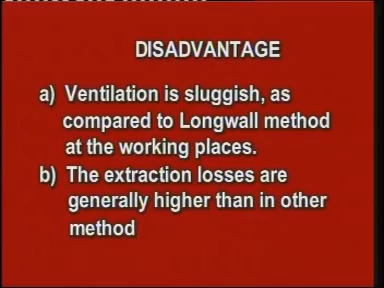 DISADVANTAGE
a) Ventilation is sluggish, as
compared to Longwall method
at the working places.
b) The extraction losses are
generally higher than in other
method